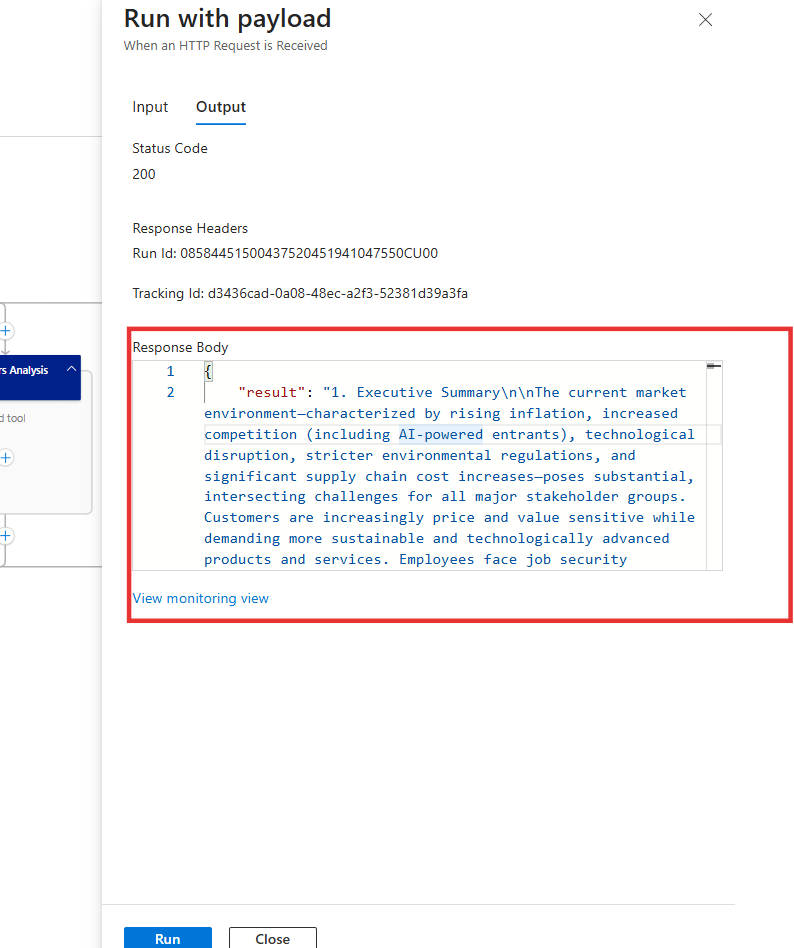 Run with payload
When an HTTP Request is Received
Input
Output
Status Code
200
Response Headers
Run Id: 08584451500437520451941047550CU00
Tracking Id: d3436cad-0a08-48ec-a2f3-52381d39a3fa
rs Analysis
d tool
Response Body
1 {
2 "result": "1. Executive Summary\n\nThe current market
environment—characterized by rising inflation, increased
competition (including AI-powered entrants), technological
disruption, stricter environmental regulations, and
significant supply chain cost increases—poses substantial,
intersecting challenges for all major stakeholder groups.
Customers are increasingly price and value sensitive while
demanding more sustainable and technologically advanced
products and services. Employees face job security
View monitoring view
Run
Close